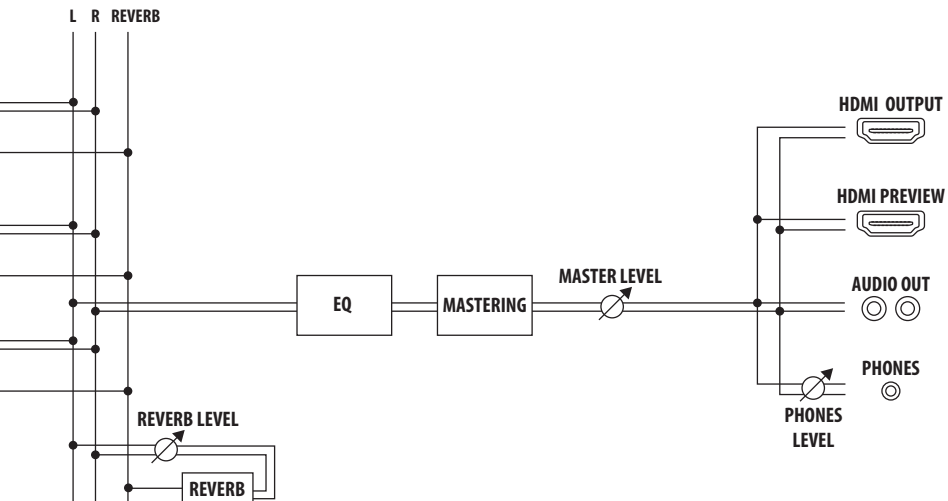 L R REVERB
HDMI OUTPUT
HDMI PREVIEW
MASTER LEVEL
AUDIO OUT
EQ
MASTERING
PHONES
PHONES
LEVEL
REVERB LEVEL
REVERB